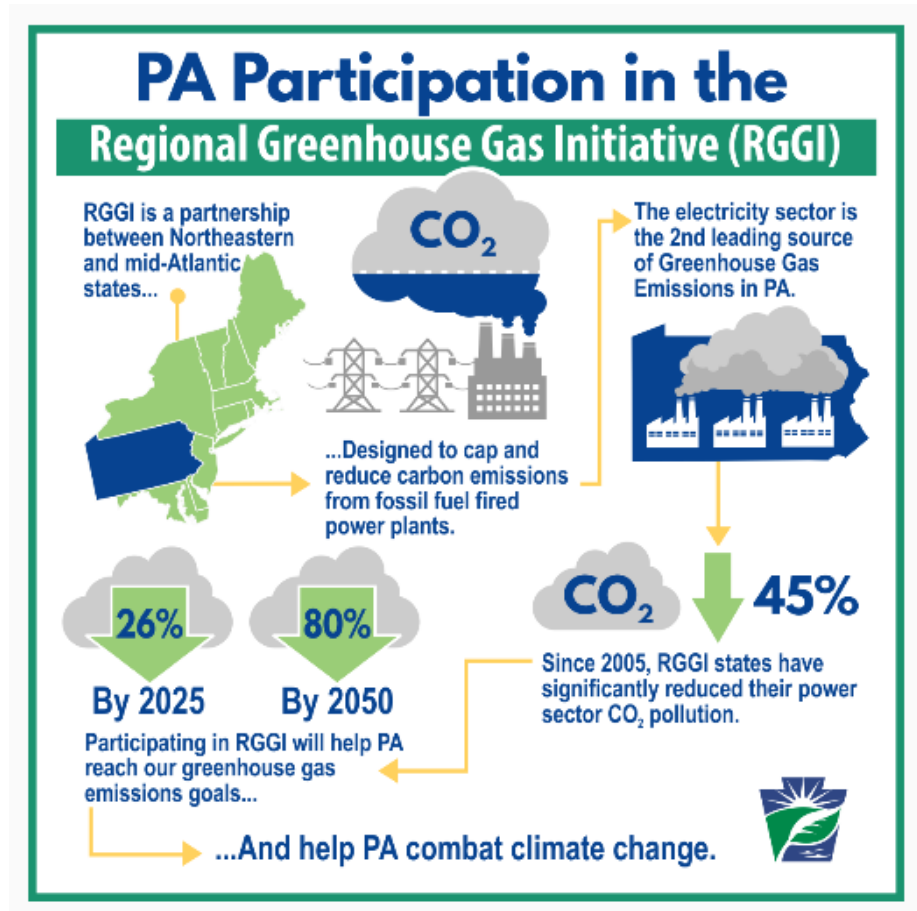 PA Participation in the
Regional Greenhouse Gas Initiative (RGGI)
RGGI is a partnership
between Northeastern
and mid-Atlantic
states...
CO₂
...Designed to cap and
reduce carbon emissions
from fossil fuel fired
power plants.
The electricity sector is
the 2nd leading source
of Greenhouse Gas
Emissions in PA.
CO₂
45%
Since 2005, RGGI states have
significantly reduced their power
sector CO₂ pollution.
26%
By 2025
80%
By 2050
Participating in RGGI will help PA
reach our greenhouse gas
emissions goals...
...And help PA combat climate change.